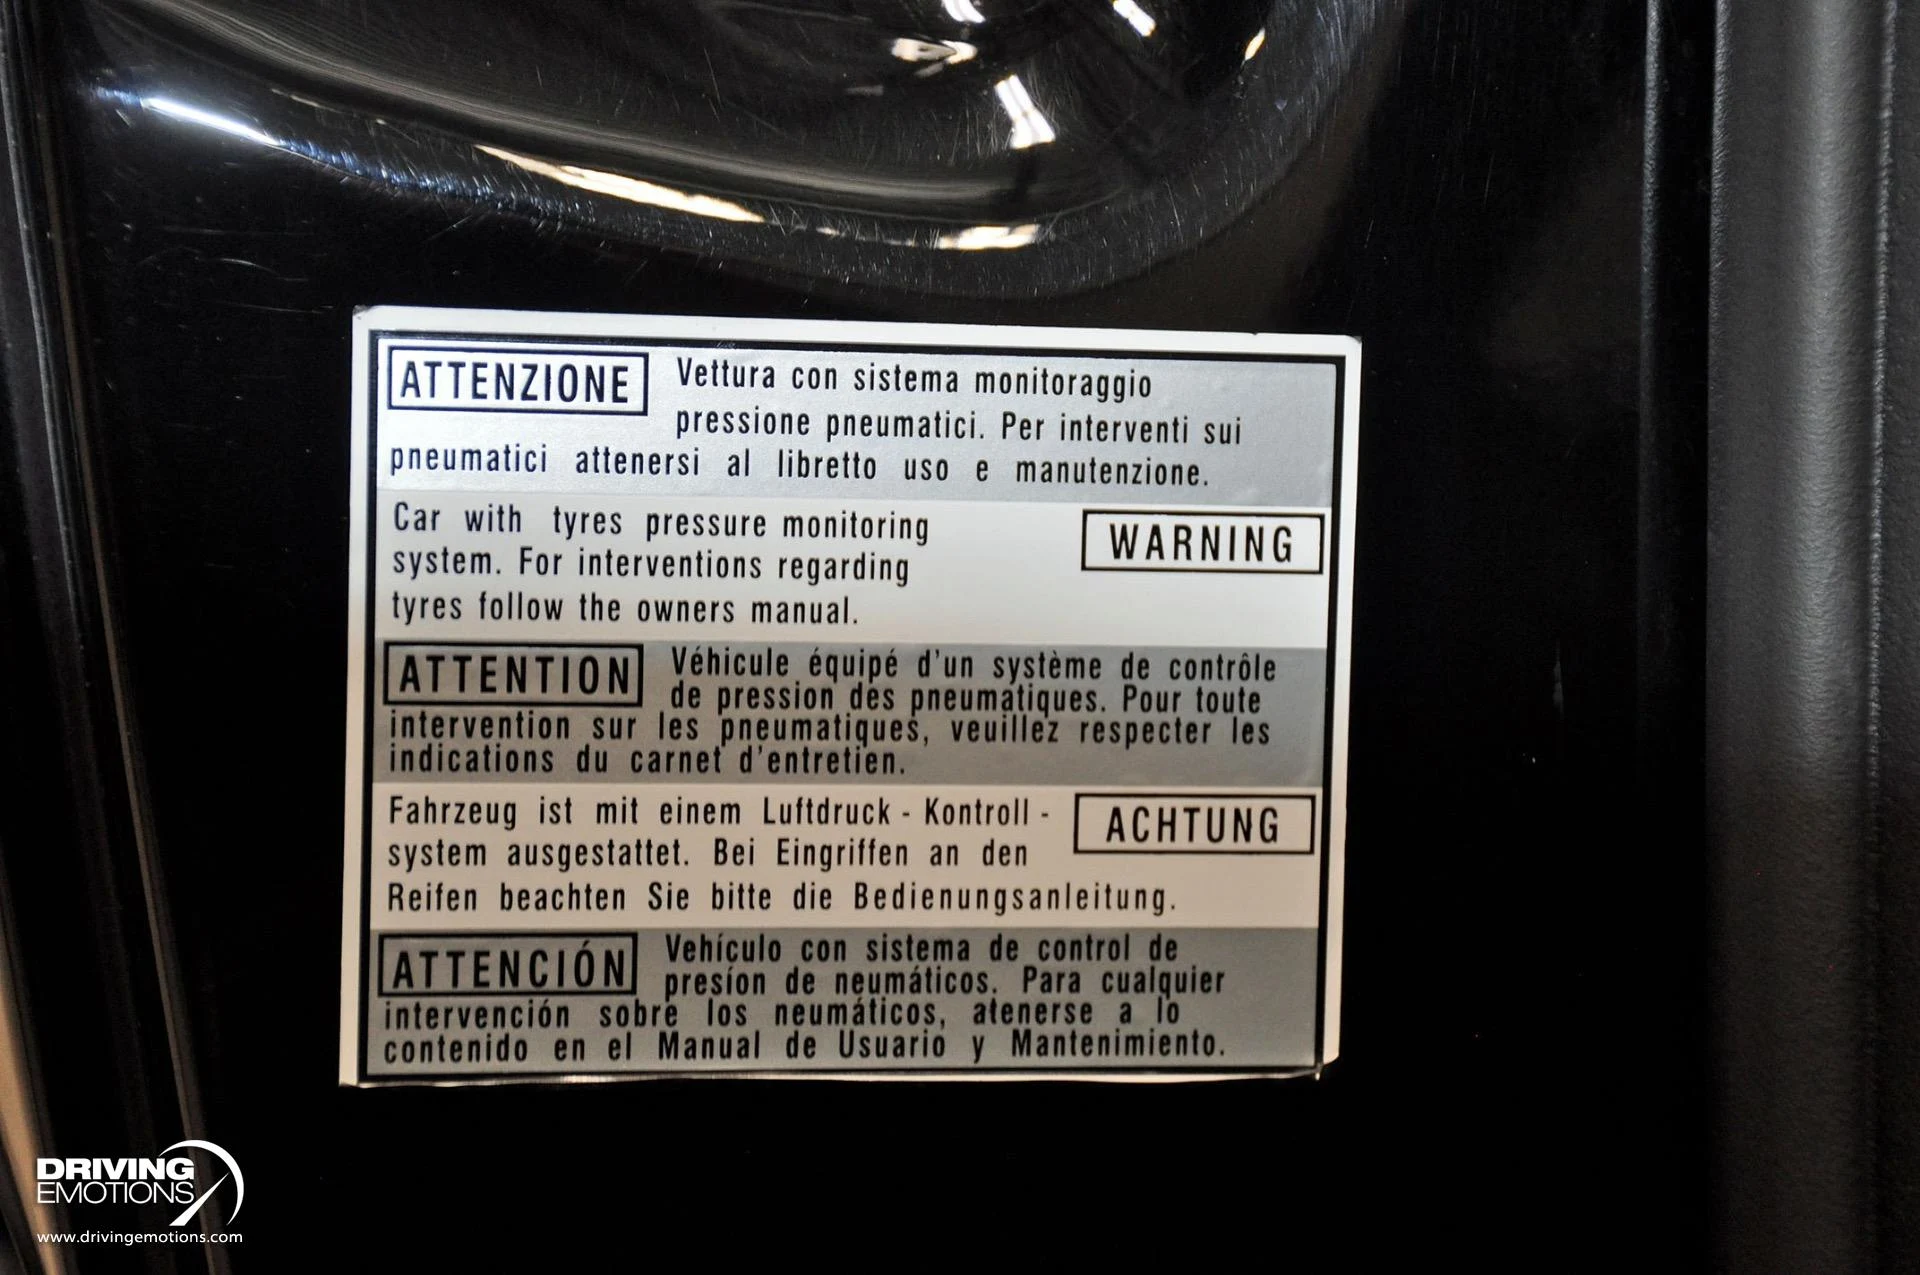 ATTENZIONE Vettura con sistema monitoraggio
pressione pneumatici. Per interventi sui
pneumatici attenersi al libretto uso e manutenzione.
Car with tyres pressure monitoring
WARNING
system. For interventions regarding
tyres follow the owners manual.
ATTENTION Véhicule équipé d'un système de contrôle
de pression des pneumatiques. Pour toute
intervention sur les pneumatiques, veuillez respecter les
indications du carnet d'entretien.
Fahrzeug ist mit einem Luftdruck - Kontroll -
ACHTUNG
system ausgestattet. Bei Eingriffen an den
Reifen beachten Sie bitte die Bedienungsanleitung.
ATTENCIÓN Vehículo con sistema de control de
presíon de neumáticos. Para cualquier
intervención sobre los neumáticos, atenerse a lo
contenido en el Manual de Usuario y Mantenimiento.
DRIVING
EMOTIONS
www.drivingemotions.com